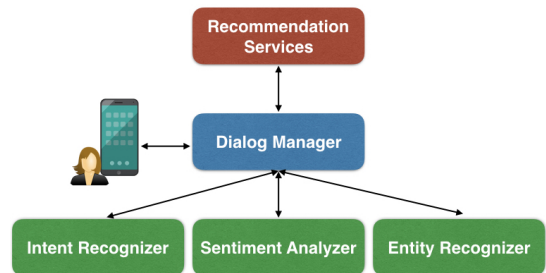 Recommendation
Services
Dialog Manager
Intent Recognizer
Sentiment Analyzer
Entity Recognizer